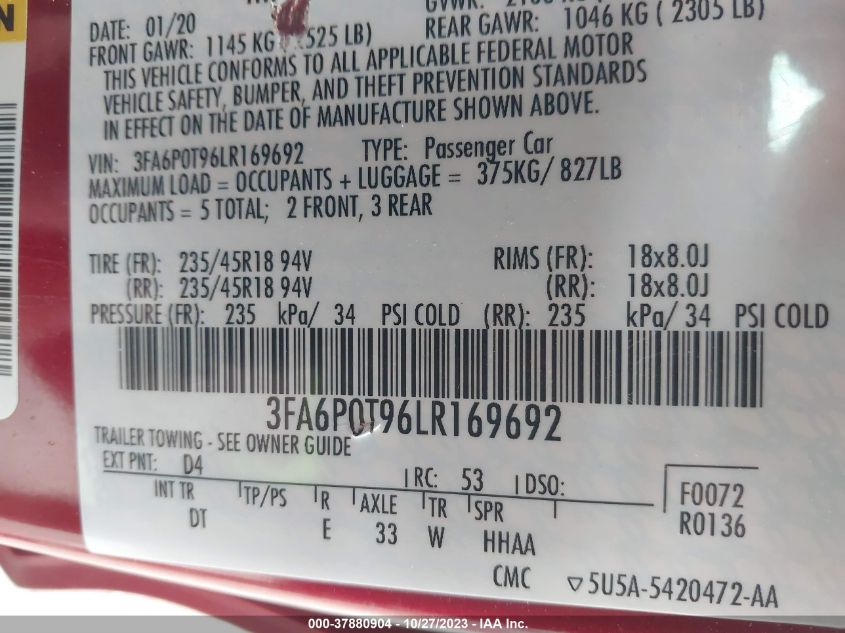 N
GVWR:
DATE: 01/20
REAR GAWR: 1046 KG ( 2305 LB)
FRONT GAWR: 1145 KG 525 LB)
THIS VEHICLE CONFORMS TO ALL APPLICABLE FEDERAL MOTOR
VEHICLE SAFETY, BUMPER, AND THEFT PREVENTION STANDARDS
IN EFFECT ON THE DATE OF MANUFACTURE SHOWN ABOVE.
VIN: 3FA6P0T96LR169692 TYPE: Passenger Car
MAXIMUM LOAD = OCCUPANTS + LUGGAGE = 375KG/ 827LB
OCCUPANTS = 5 TOTAL; 2 FRONT, 3 REAR
TIRE (FR): 235/45R18 94V RIMS (FR): 18x8.0J
(RR): 235/45R18 94V (RR): 18x8.0J
PRESSURE (FR): 235 kPa/ 34 PSI COLD (RR): 235 kPa/ 34 PSI COLD
3FA6P0T96LR169692
TRAILER TOWING - SEE OWNER GUIDE
EXT PNT: D4 RC: 53 DSO:
INT TR TP/PS R AXLE TR SPR
DT E 33 W HHAA
F0072
R0136
CMC ▽5U5A-5420472-AA
000-37880904 - 10/27/2023 - IAAI.com Inc.